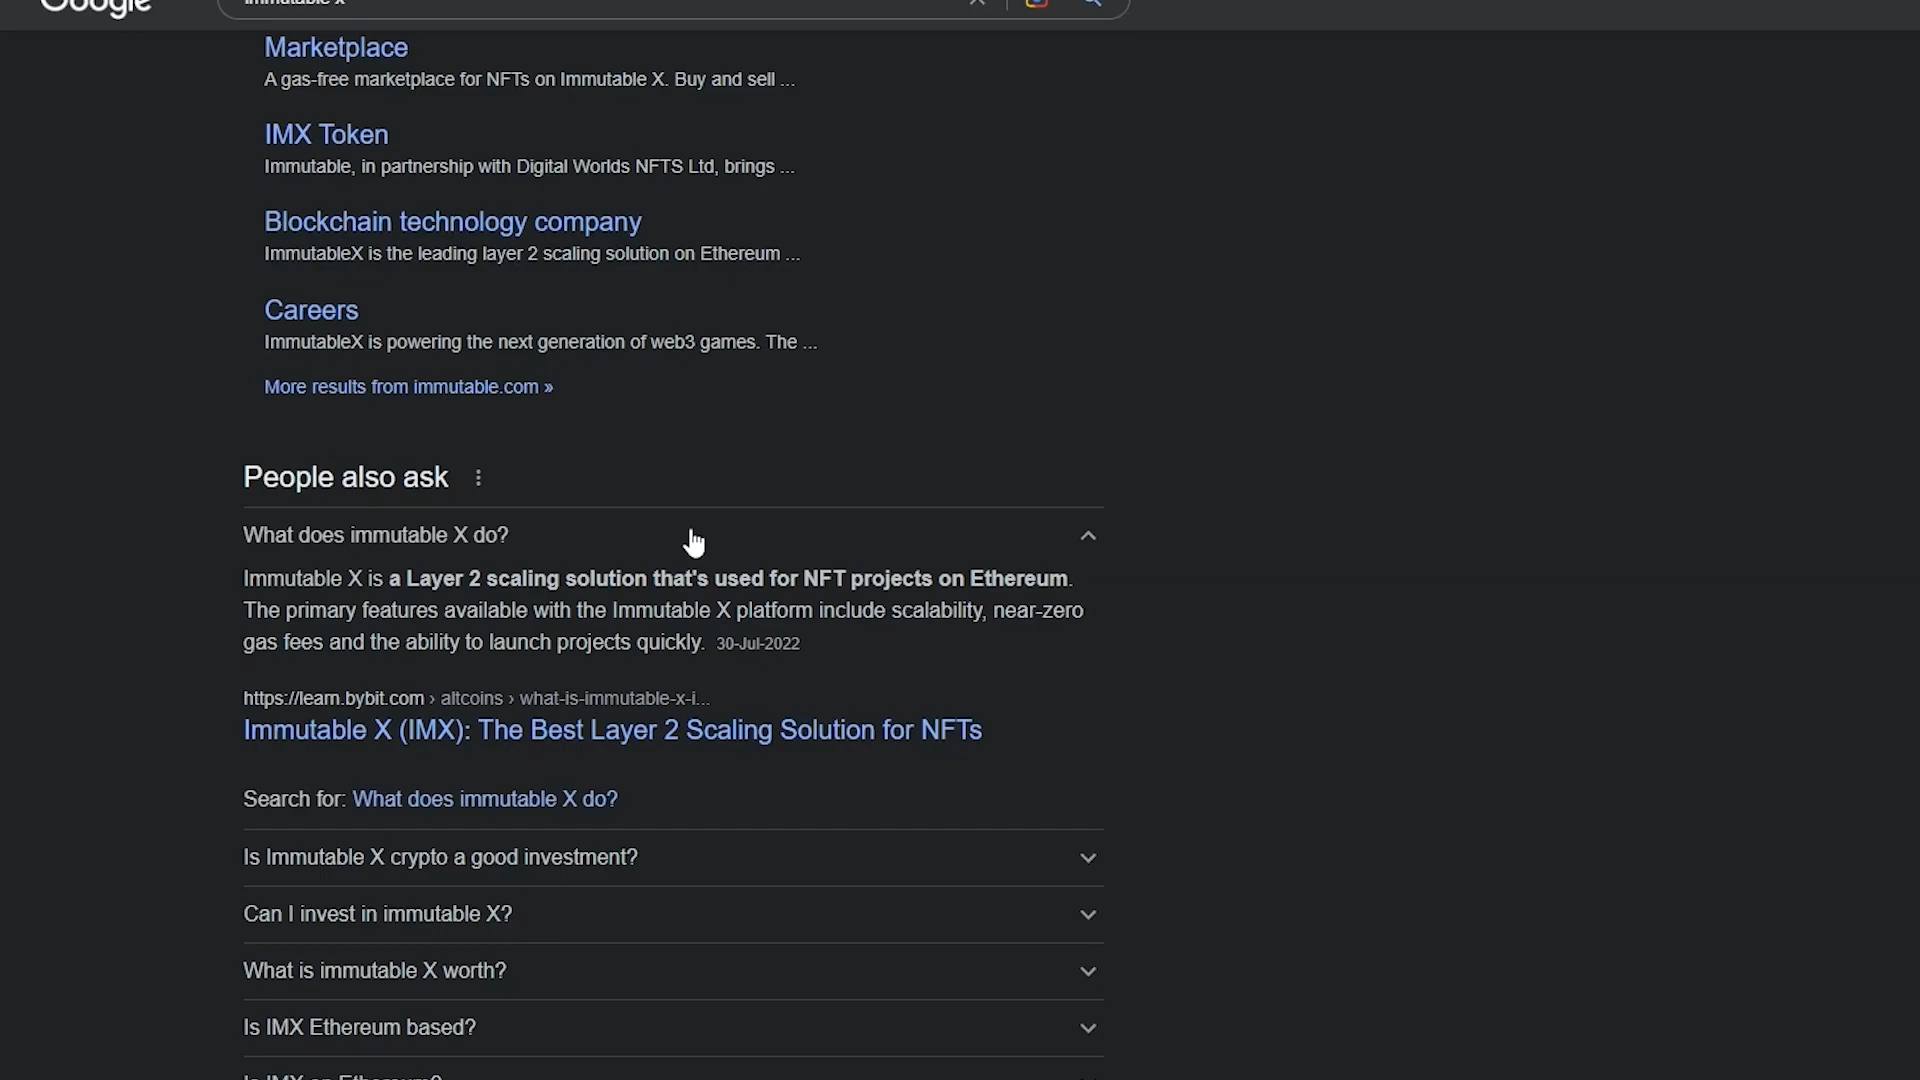 Google
immutable x
Marketplace
A gas-free marketplace for NFTs on Immutable X. Buy and sell ...
IMX Token
Immutable, in partnership with Digital Worlds NFTS Ltd, brings ...
Blockchain technology company
ImmutableX is the leading layer 2 scaling solution on Ethereum ...
Careers
ImmutableX is powering the next generation of web3 games. The ...
More results from immutable.com »
People also ask
What does immutable X do?
Immutable X is a Layer 2 scaling solution that's used for NFT projects on Ethereum.
The primary features available with the Immutable X platform include scalability, near-zero
gas fees and the ability to launch projects quickly. 30-Jul-2022
https://learn.bybit.com › altcoins › what-is-immutable-x-i...
Immutable X (IMX): The Best Layer 2 Scaling Solution for NFTs
Search for: What does immutable X do?
Is Immutable X crypto a good investment?
Can I invest in immutable X?
What is immutable X worth?
Is IMX Ethereum based?
Is IMX on Ethereum?